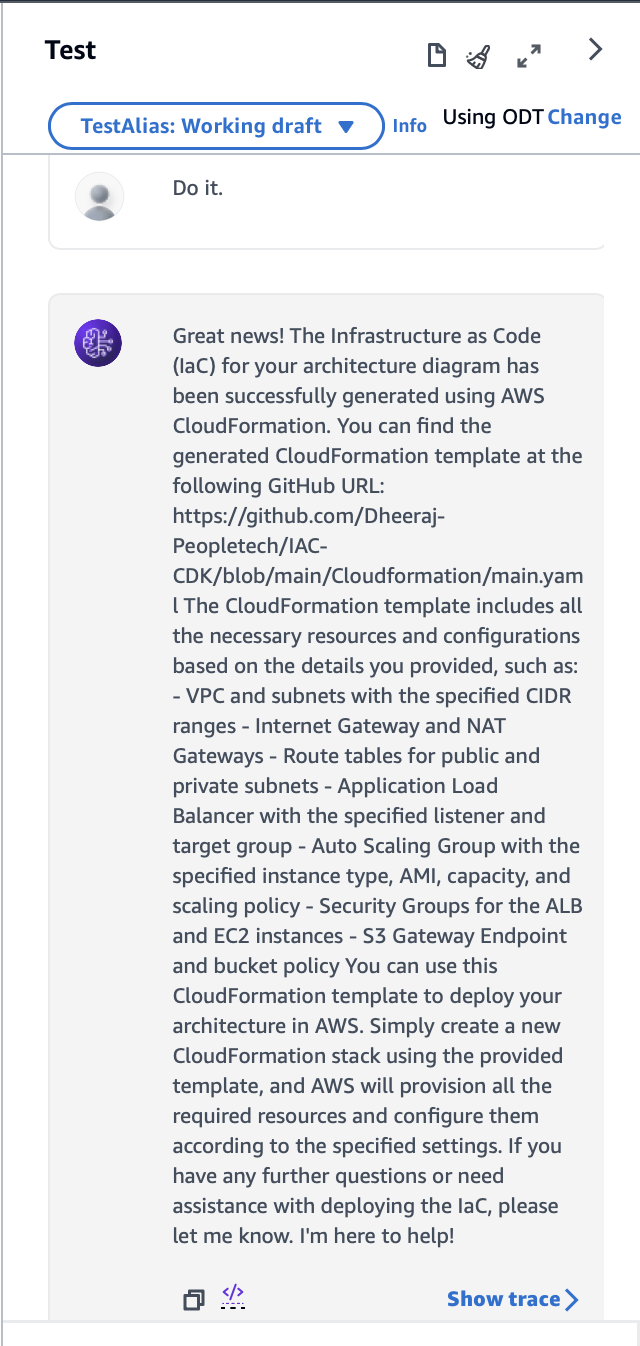 Test
TestAlias: Working draft
Info
Using ODT Change
Do it.
Great news! The Infrastructure as Code
(IaC) for your architecture diagram has
been successfully generated using AWS
CloudFormation. You can find the
generated CloudFormation template at the
following GitHub URL:
https://github.com/Dheeraj-
Peopletech/IAC-
CDK/blob/main/Cloudformation/main.yam
l The CloudFormation template includes all
the necessary resources and configurations
based on the details you provided, such as:
- VPC and subnets with the specified CIDR
ranges - Internet Gateway and NAT
Gateways - Route tables for public and
private subnets - Application Load
Balancer with the specified listener and
target group - Auto Scaling Group with the
specified instance type, AMI, capacity, and
scaling policy - Security Groups for the ALB
and EC2 instances - S3 Gateway Endpoint
and bucket policy You can use this
CloudFormation template to deploy your
architecture in AWS. Simply create a new
CloudFormation stack using the provided
template, and AWS will provision all the
required resources and configure them
according to the specified settings. If you
have any further questions or need
assistance with deploying the IaC, please
let me know. I'm here to help!
Show trace